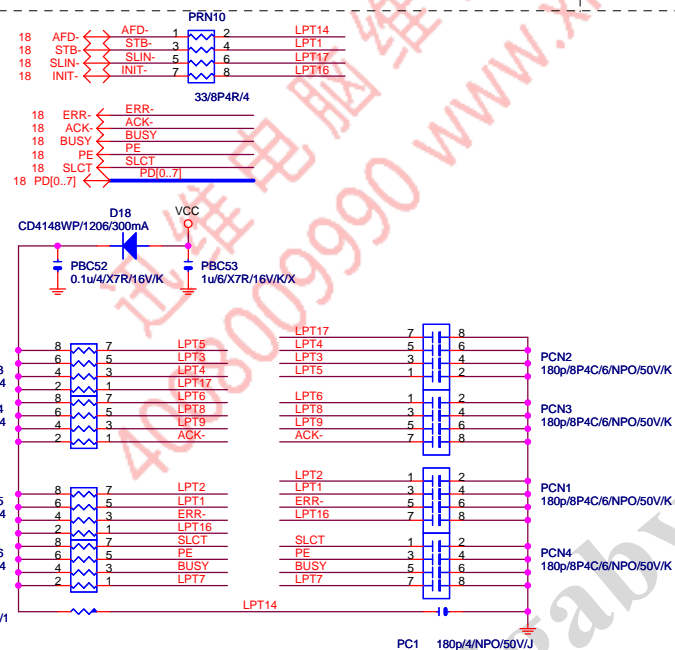 PRN10
18 AFD- AFD- 1 2 LPT14
18 STB- STB- 3 4 LPT1
18 SLIN- SLIN- 5 6 LPT17
18 INIT- INIT- 7 8 LPT16
33/8P4R/4
18 ERR- ERR-
18 ACK- ACK-
18 BUSY BUSY
18 PE PE
18 SLCT SLCT
18 PD[0..7] PD[0..7]
D18 VCC
CD4148WP/1206/300mA
PBC52 PBC53
0.1u/4/X7R/16V/K 1u/6/X7R/16V/K/X
8 7 LPT5 LPT17 7 8
6 5 LPT3 LPT4 5 6 PCN2
4 3 LPT4 LPT3 3 4 180p/8P4C/6/NPO/50V/K
2 1 LPT17 LPT5 1 2
8 7 LPT6 LPT6 1 2
6 5 LPT8 LPT8 3 4 PCN3
4 3 LPT9 LPT9 5 6 180p/8P4C/6/NPO/50V/K
2 1 ACK- ACK- 7 8
8 7 LPT2 LPT2 1 2
6 5 LPT1 LPT1 3 4 PCN1
4 3 ERR- ERR- 5 6 180p/8P4C/6/NPO/50V/K
2 1 LPT16 LPT16 7 8
8 7 SLCT SLCT 1 2
6 5 PE PE 3 4 PCN4
4 3 BUSY BUSY 5 6 180p/8P4C/6/NPO/50V/K
2 1 LPT7 LPT7 7 8
LPT14
/1
PC1 180p/4/NPO/50V/J
迅维电脑维
4008009990 www.x
gaby